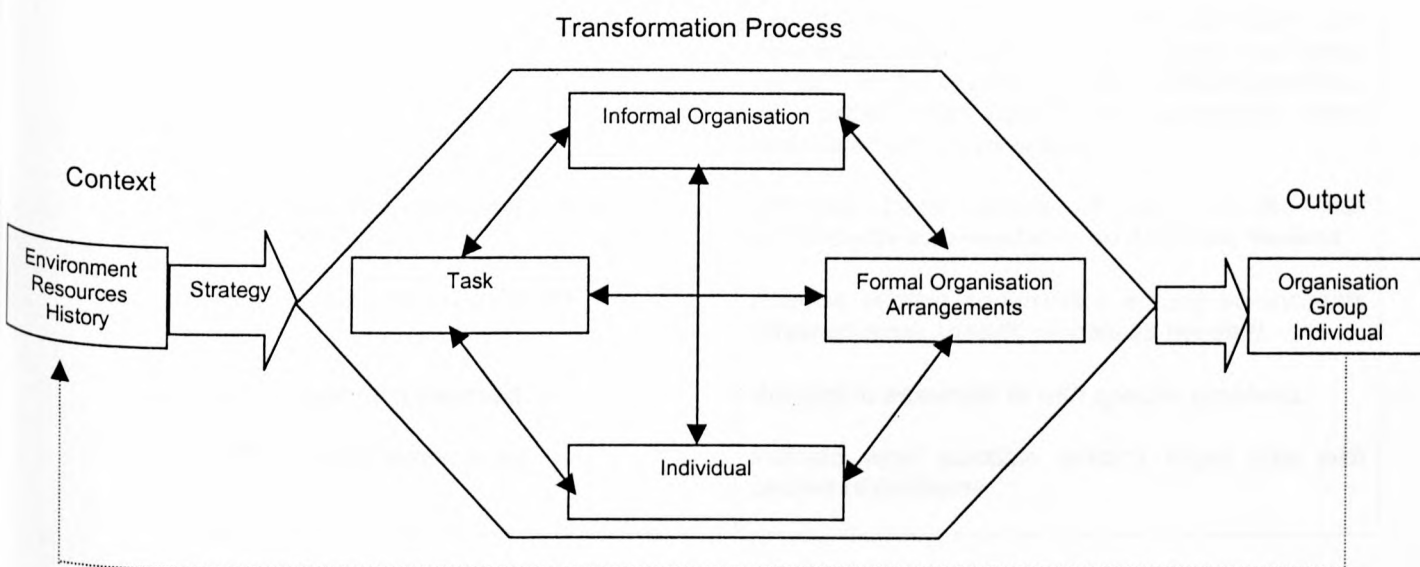 Transformation Process
Informal Organisation
Context
Output
Environment
Resources
History
Strategy
Task
Formal Organisation
Arrangements
Organisation
Group
Individual
Individual